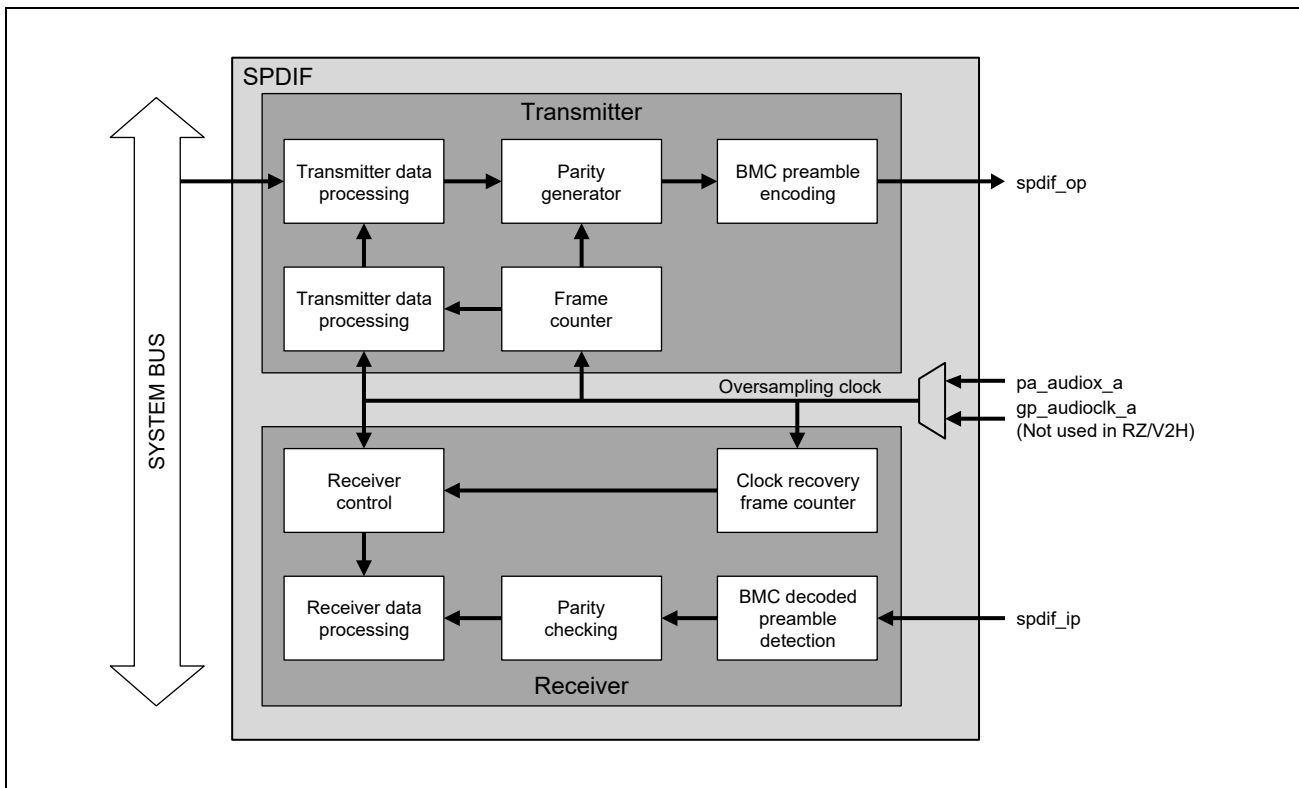 SPDIF
Transmitter
Transmitter data
processing
Parity
generator
BMC preamble
encoding
spdif_op
Transmitter data
processing
Frame
counter
SYSTEM BUS
Oversampling clock
pa_audiox_a
gp_audioclk_a
(Not used in RZ/V2H)
Receiver
control
Clock recovery
frame counter
Receiver data
processing
Parity
checking
BMC decoded
preamble
detection
spdif_ip
Receiver